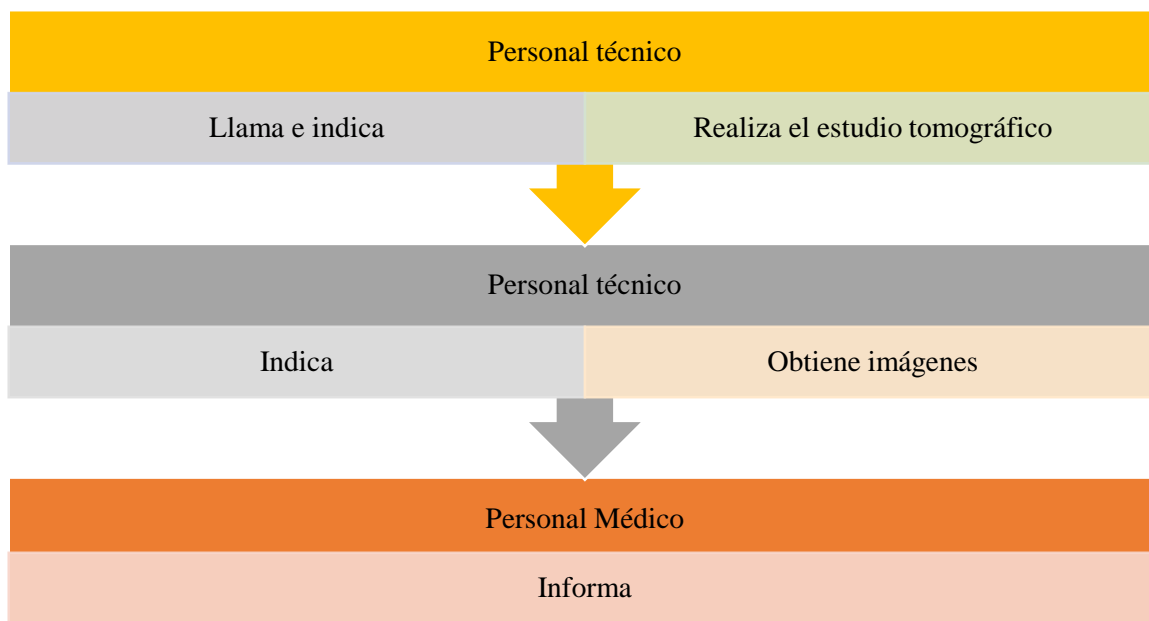 Personal técnico
Llama e indica
Realiza el estudio tomográfico
Personal técnico
Indica
Obtiene imágenes
Personal Médico
Informa